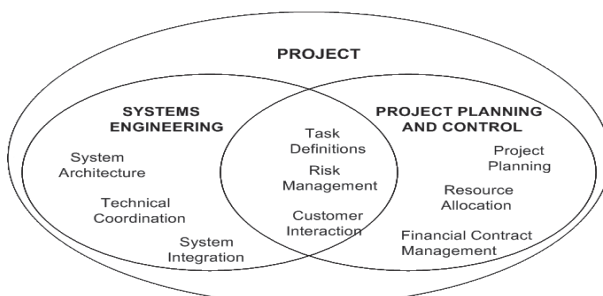 PROJECT
SYSTEMS
ENGINEERING
System
Architecture
Technical
Coordination
System
Integration
Task
Definitions
Risk
Management
Customer
Interaction
PROJECT PLANNING
AND CONTROL
Project
Planning
Resource
Allocation
Financial Contract
Management